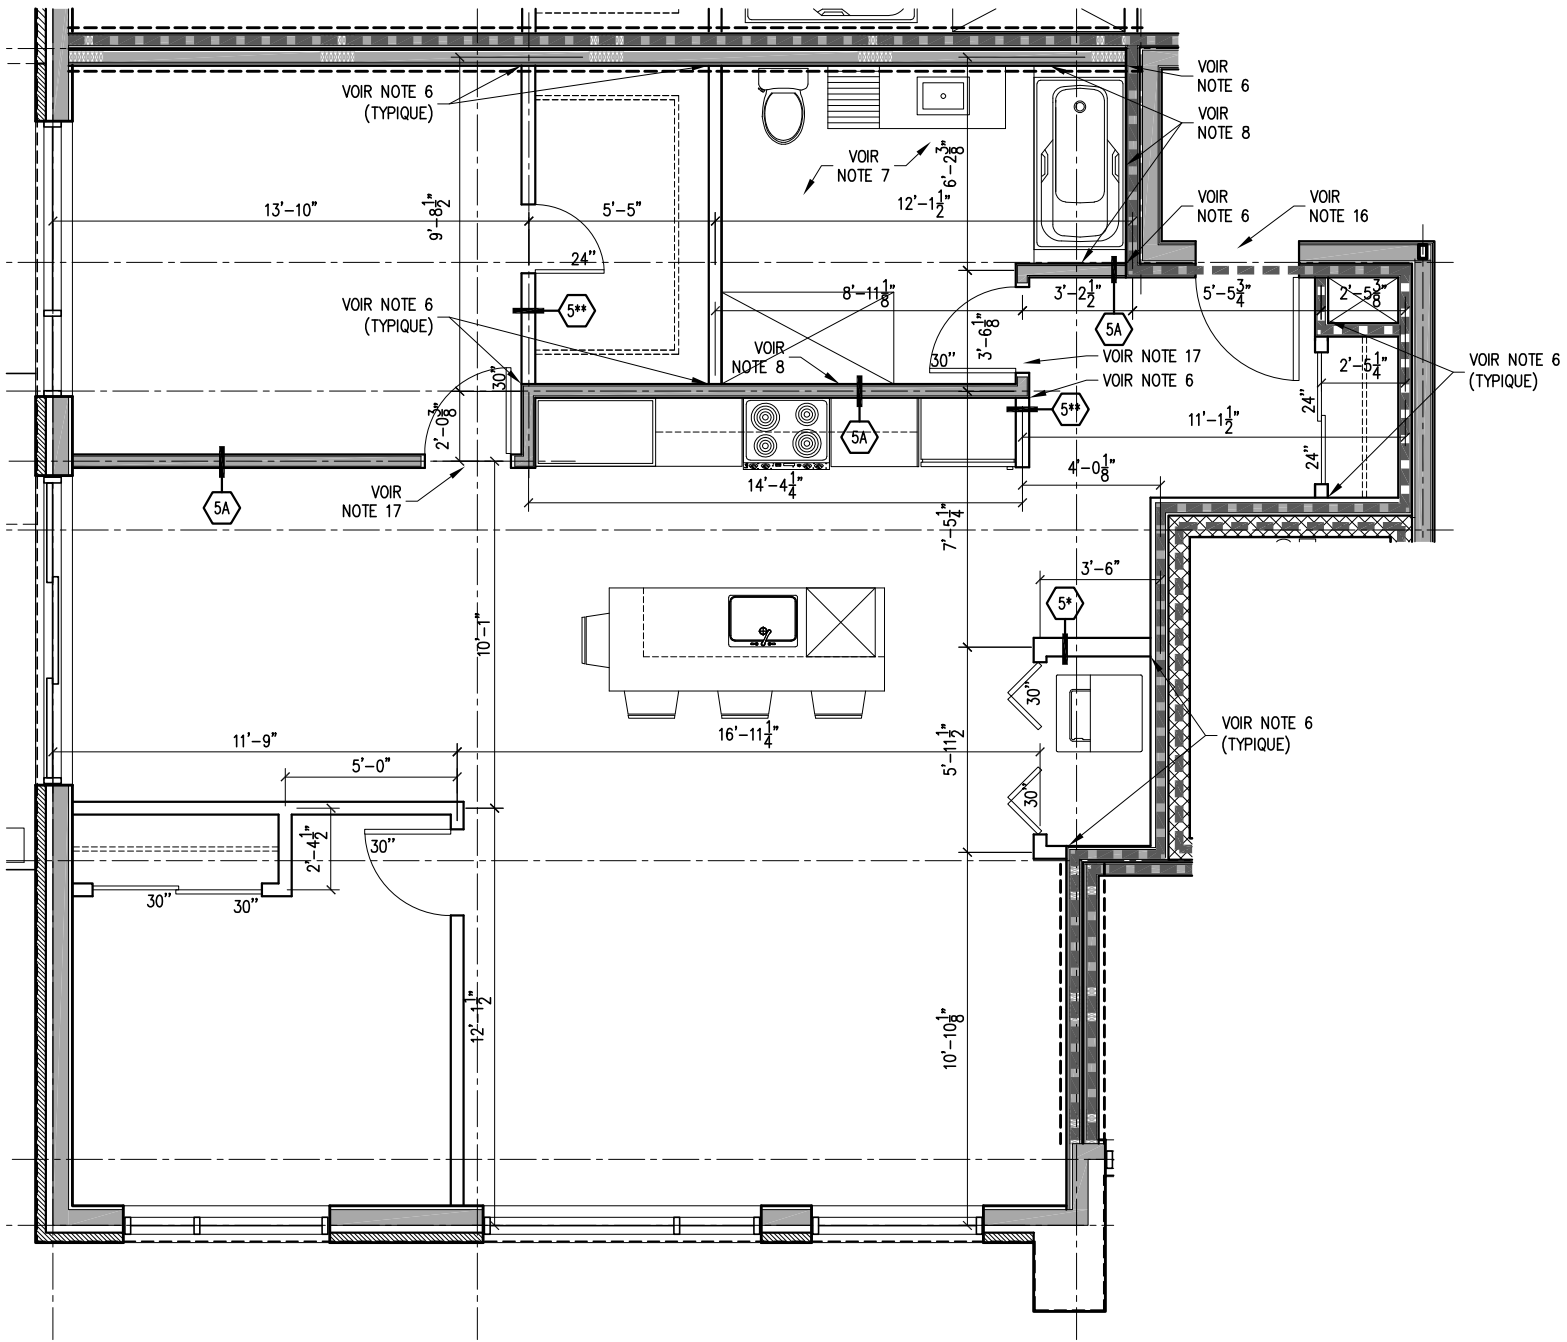 VOIR NOTE 6
(TYPIQUE)
VOIR
NOTE 6
VOIR
NOTE 8
VOIR
NOTE 7
6'-2 3/8"
13'-10"
9'-8 1/2"
5'-5"
12'-1 1/2"
VOIR
NOTE 6
VOIR
NOTE 16
24"
VOIR NOTE 6
(TYPIQUE)
5**
8'-11 1/8"
3'-2 1/2"
5'-5 3/4"
2'-5 3/8"
5A
3'-6 1/8"
VOIR
NOTE 8
30"
VOIR NOTE 17
VOIR NOTE 6
2'-5 1/4"
VOIR NOTE 6
(TYPIQUE)
30"
2'-0 3/8"
5A
5**
24"
11'-1 1/2"
24"
4'-0 1/8"
5A
VOIR
NOTE 17
14'-4 1/4"
7'-5 1/4"
3'-6"
5*
10'-1"
30"
VOIR NOTE 6
(TYPIQUE)
11'-9"
16'-11 1/4"
5'-11 1/2"
5'-0"
30"
2'-4 1/2"
30"
30"
30"
12'-1 1/2"
10'-10 1/8"